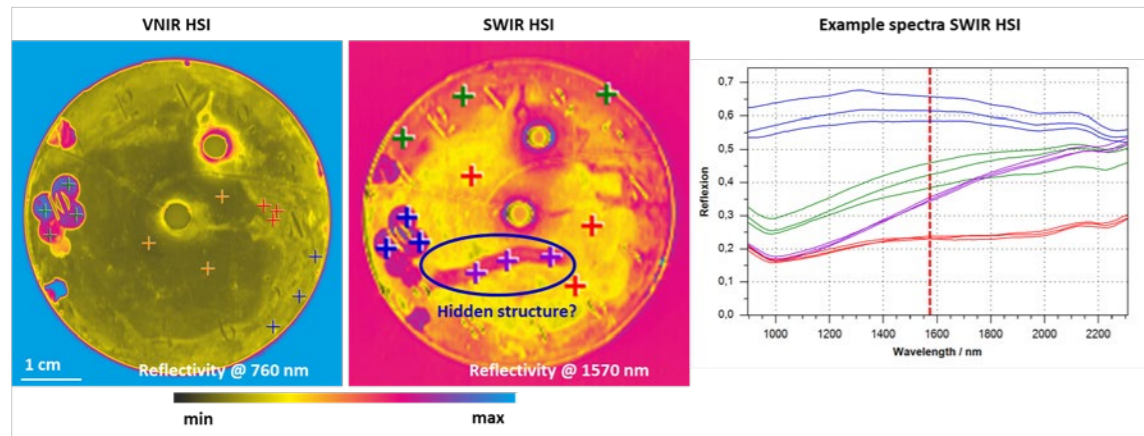 VNIR HSI
SWIR HSI
Example spectra SWIR HSI
Hidden structure?
1 cm
Reflectivity @ 760 nm
Reflectivity @ 1570 nm
min
max
Reflexion
0,7
0,6
0,5
0,4
0,3
0,2
0,1
0,0
1000 1200 1400 1600 1800 2000 2200
Wavelength / nm